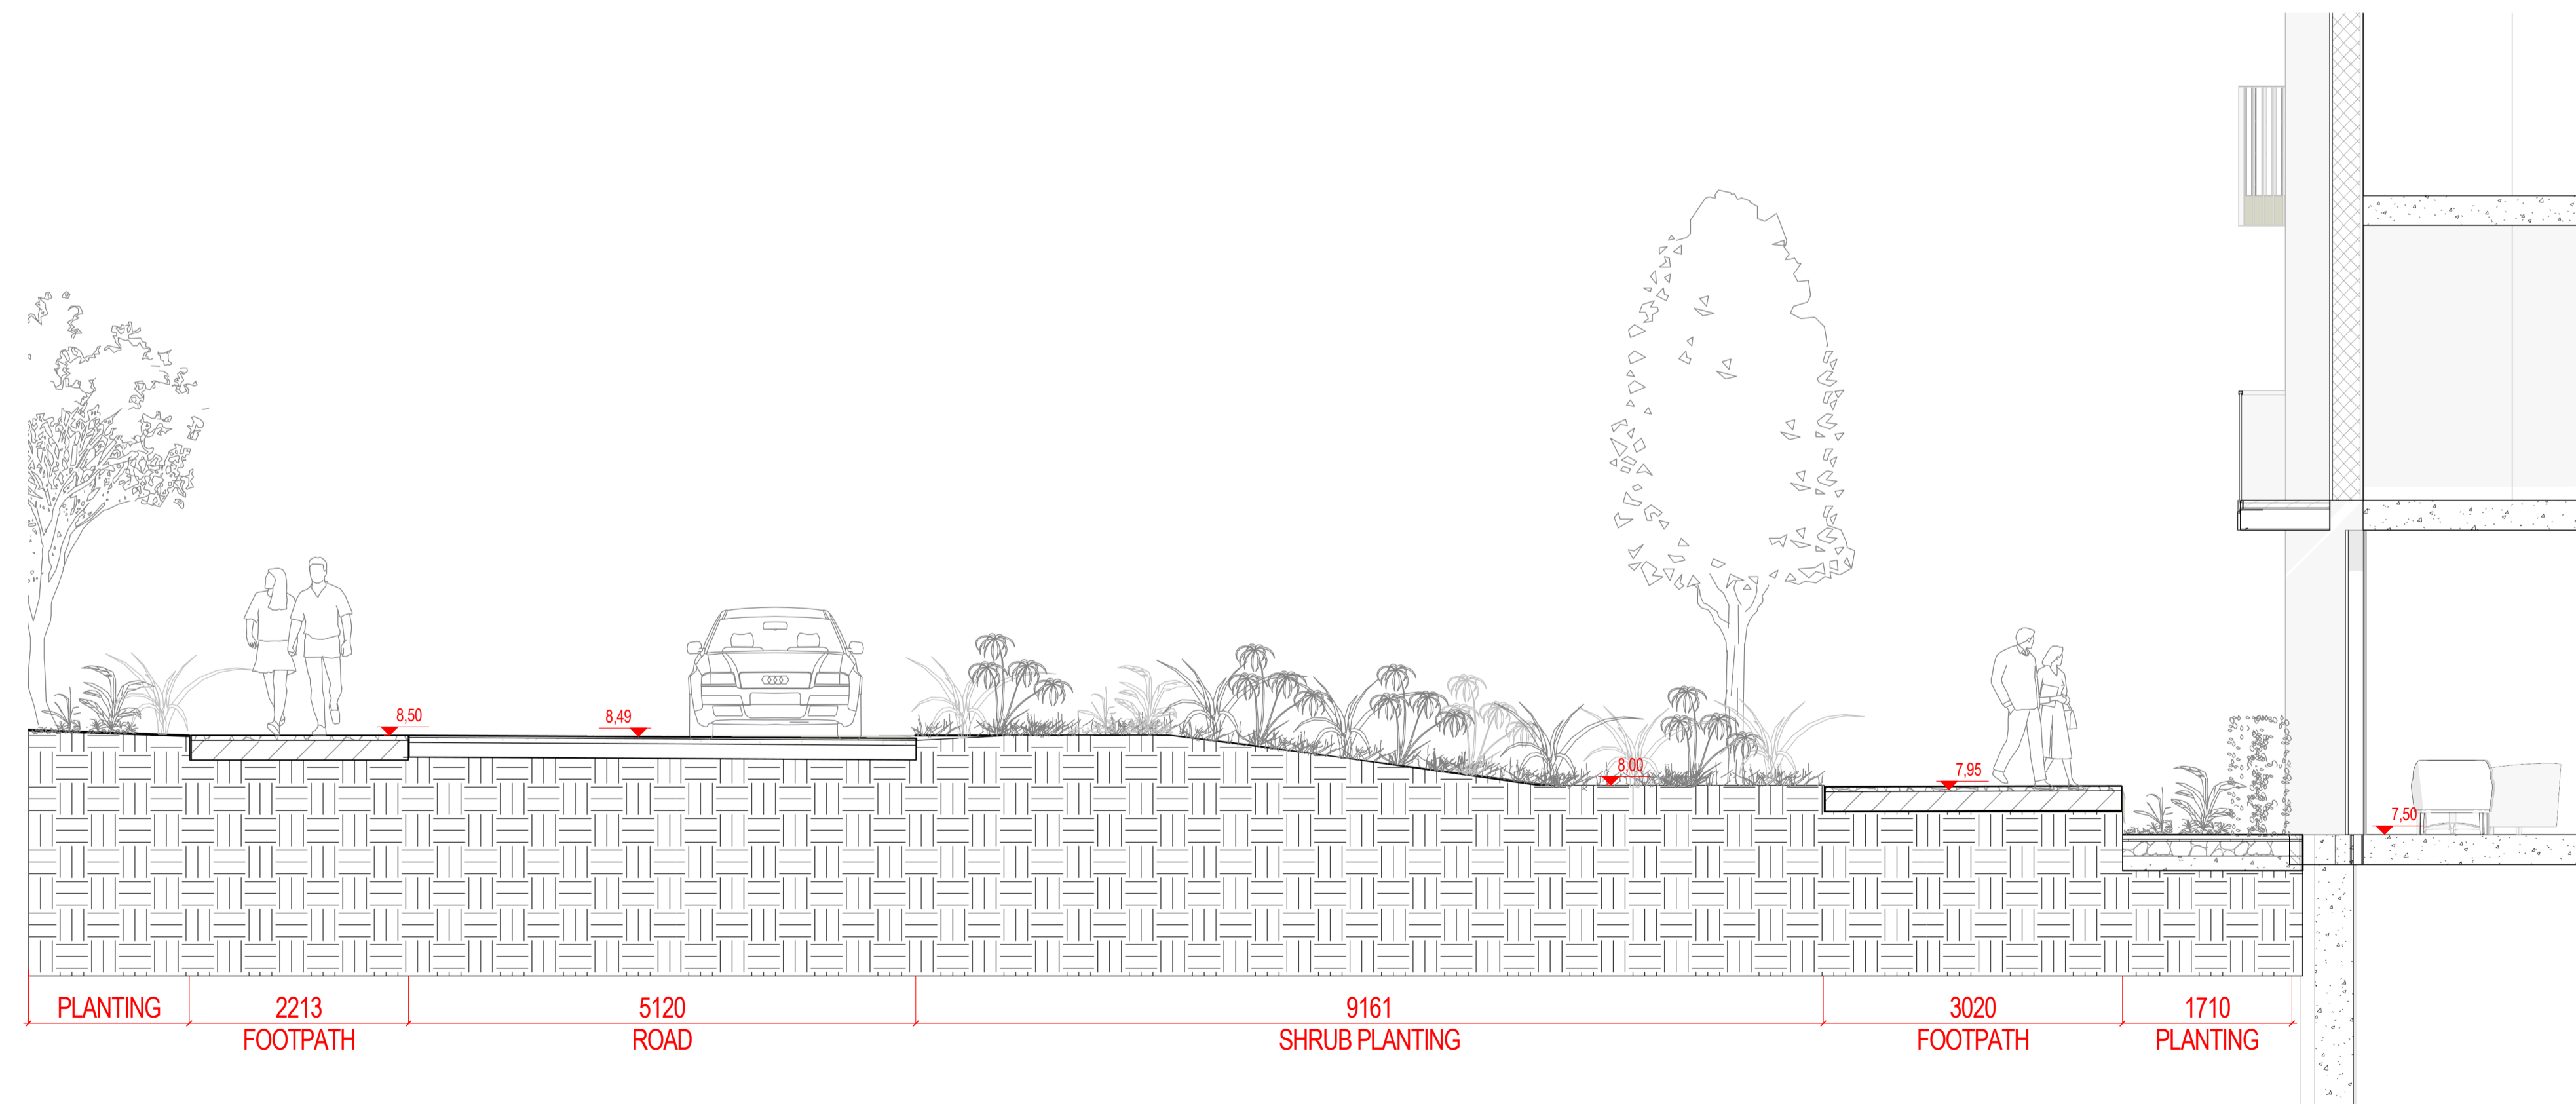 8,50
8,49
8.00
7,95
7,50
PLANTING
2213
FOOTPATH
5120
ROAD
9161
SHRUB PLANTING
3020
FOOTPATH
1710
PLANTING